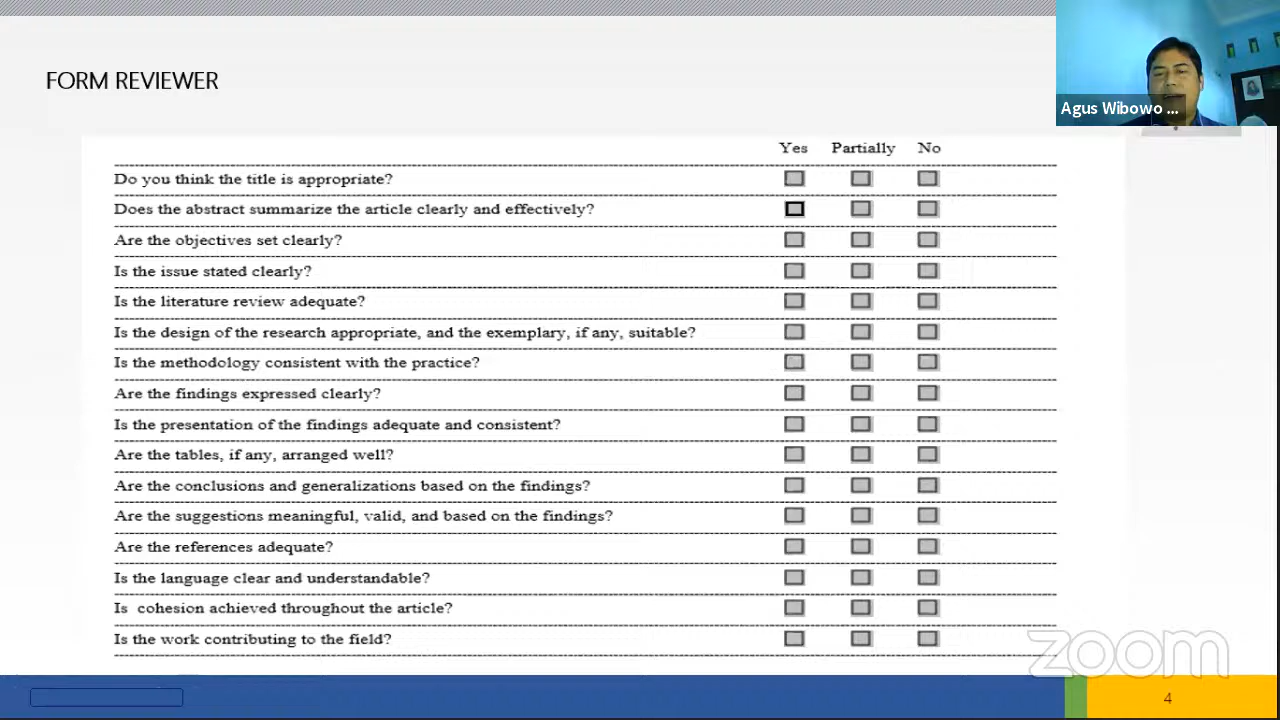 FORM REVIEWER
Agus Wibowo ...
Yes Partially No
Do you think the title is appropriate?
Does the abstract summarize the article clearly and effectively?
Are the objectives set clearly?
Is the issue stated clearly?
Is the literature review adequate?
Is the design of the research appropriate, and the exemplary, if any, suitable?
Is the methodology consistent with the practice?
Are the findings expressed clearly?
Is the presentation of the findings adequate and consistent?
Are the tables, if any, arranged well?
Are the conclusions and generalizations based on the findings?
Are the suggestions meaningful, valid, and based on the findings?
Are the references adequate?
Is the language clear and understandable?
Is cohesion achieved throughout the article?
Is the work contributing to the field?
zoom
4